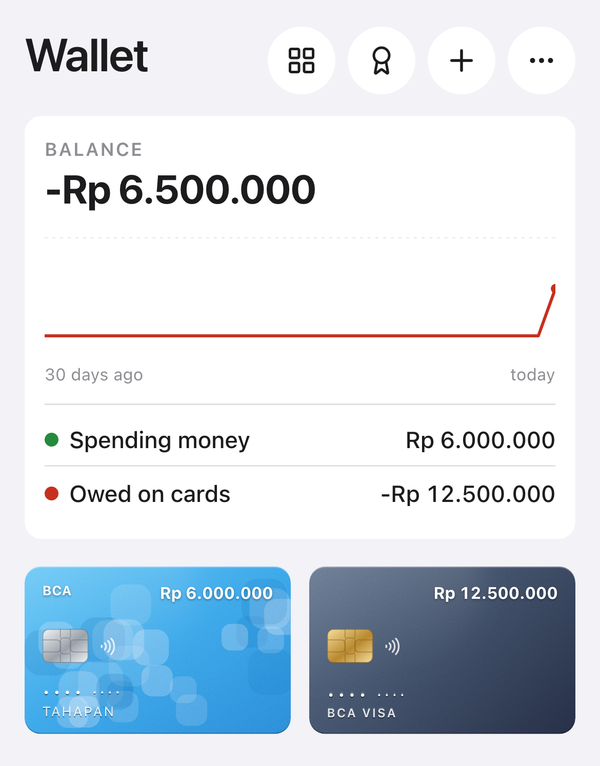 Wallet
BALANCE
-Rp 6.500.000
30 days ago
today
Spending money
Rp 6.000.000
Owed on cards
-Rp 12.500.000
BCA
Rp 6.000.000
•••• ••••
TAHAPAN
Rp 12.500.000
•••• ••••
BCA VISA